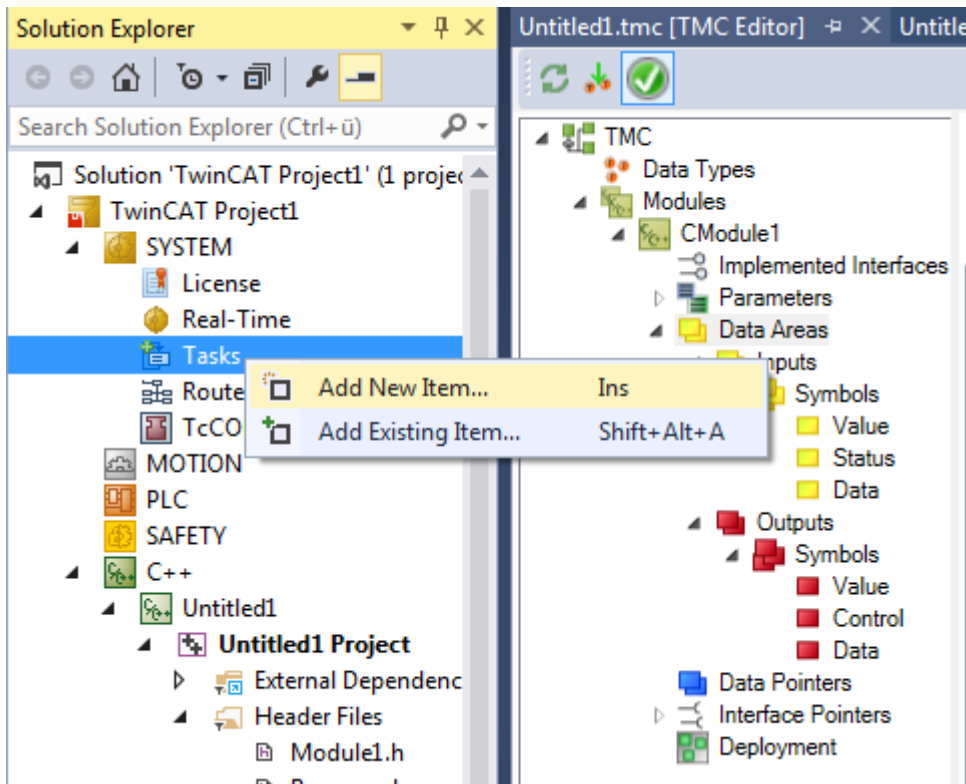 Solution Explorer
Search Solution Explorer (Ctrl+ü)
Solution 'TwinCAT Project1' (1 projec
TwinCAT Project1
SYSTEM
License
Real-Time
Tasks
Route
TcCO
MOTION
PLC
SAFETY
C++
Untitled1
Untitled1 Project
External Dependenc
Header Files
Module1.h
Add New Item... Ins
Add Existing Item... Shift+Alt+A
Untitled1.tmc [TMC Editor] Untitle
TMC
Data Types
Modules
CModule1
Implemented Interfaces
Parameters
Data Areas
Inputs
Symbols
Value
Status
Data
Outputs
Symbols
Value
Control
Data
Data Pointers
Interface Pointers
Deployment